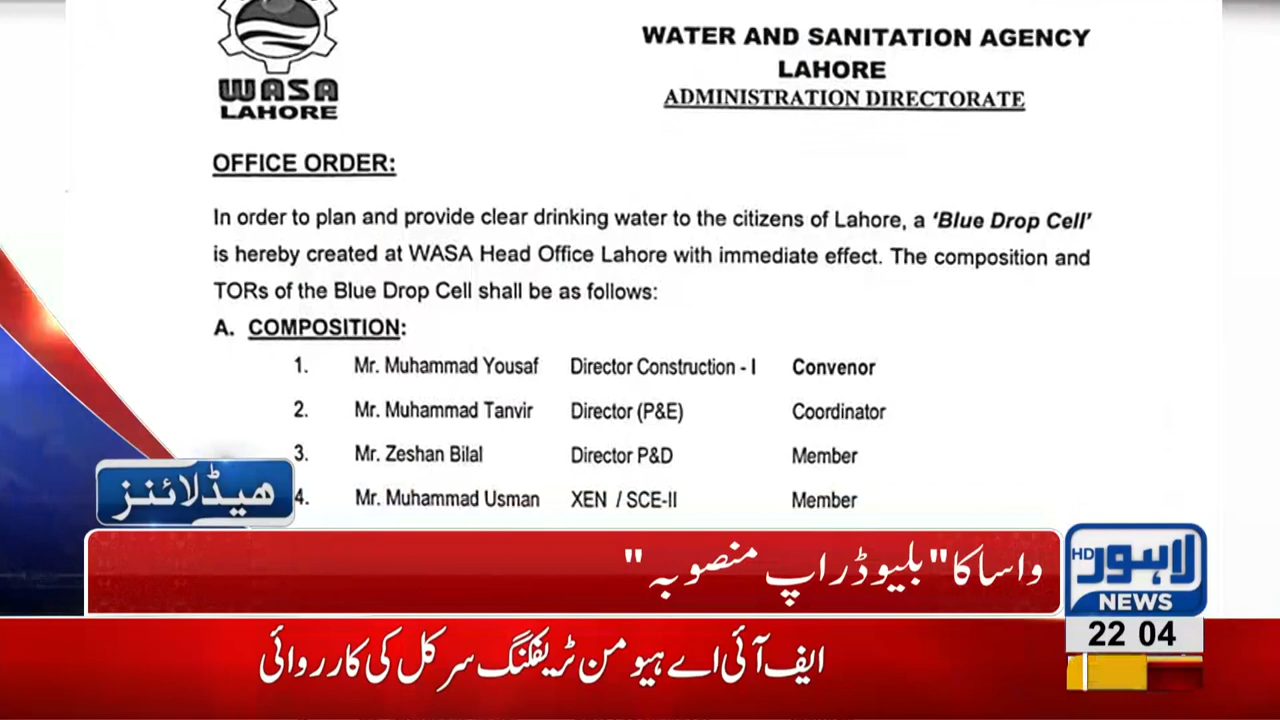 WASA
LAHORE
WATER AND SANITATION AGENCY
LAHORE
ADMINISTRATION DIRECTORATE
OFFICE ORDER:
In order to plan and provide clear drinking water to the citizens of Lahore, a ‘Blue Drop Cell’
is hereby created at WASA Head Office Lahore with immediate effect. The composition and
TORs of the Blue Drop Cell shall be as follows:
A. COMPOSITION:
1. Mr. Muhammad Yousaf Director Construction - I Convenor
2. Mr. Muhammad Tanvir Director (P&E) Coordinator
3. Mr. Zeshan Bilal Director P&D Member
4. Mr. Muhammad Usman XEN / SCE-II Member
ہیڈلائنز
واسا کا "بلیو ڈراپ منصوبہ"
لاہور HD
NEWS
22 04
ایف آئی اے ہیومن ٹریفکنگ سرکل کی کارروائی